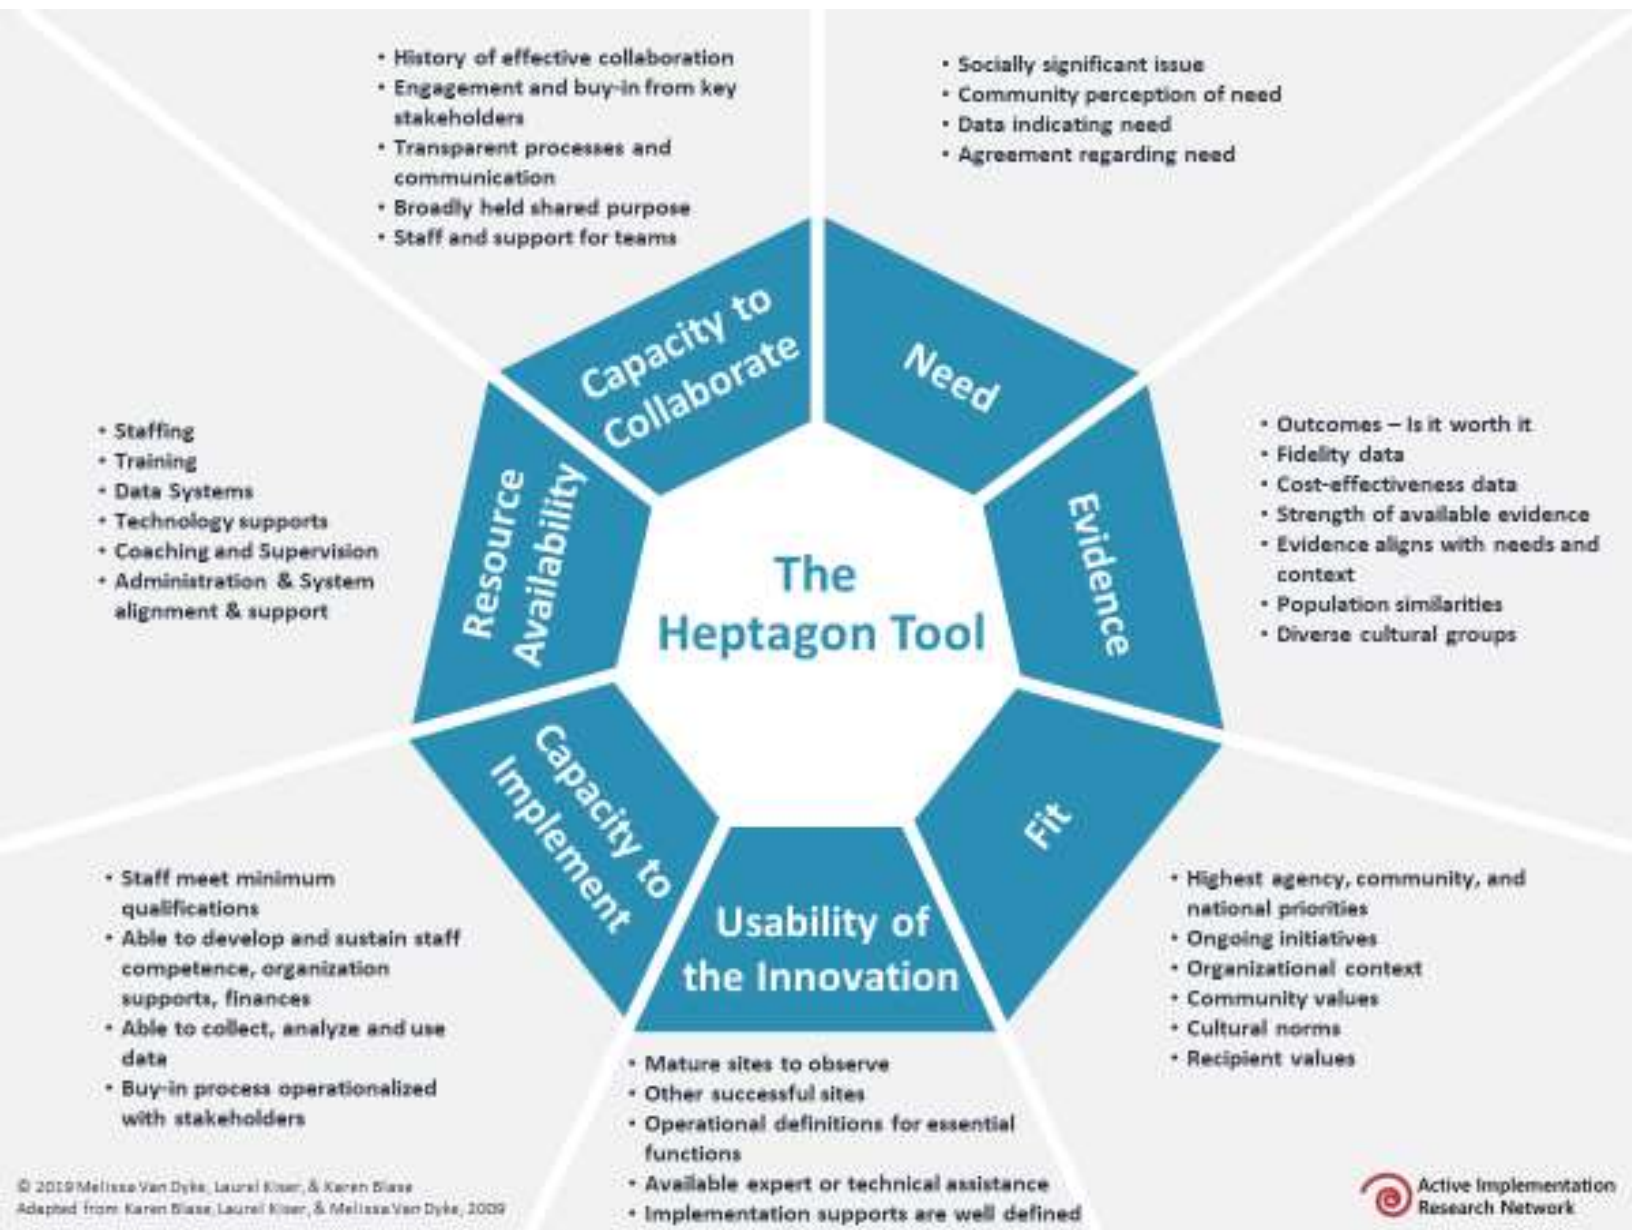 • History of effective collaboration
• Engagement and buy-in from key
stakeholders
• Transparent processes and
communication
• Broadly held shared purpose
• Staff and support for teams
• Socially significant issue
• Community perception of need
• Data indicating need
• Agreement regarding need
Capacity to
Collaborate
Need
• Staffing
• Training
• Data Systems
• Technology supports
• Coaching and Supervision
• Administration & System
alignment & support
Resource
Availability
The
Heptagon Tool
Evidence
• Outcomes – Is it worth it
• Fidelity data
• Cost-effectiveness data
• Strength of available evidence
• Evidence aligns with needs and
context
• Population similarities
• Diverse cultural groups
Capacity to
Implement
Usability of
the Innovation
Fit
• Staff meet minimum
qualifications
• Able to develop and sustain staff
competence, organization
supports, finances
• Able to collect, analyze and use
data
• Buy-in process operationalized
with stakeholders
• Mature sites to observe
• Other successful sites
• Operational definitions for essential
functions
• Available expert or technical assistance
• Implementation supports are well defined
• Highest agency, community, and
national priorities
• Ongoing initiatives
• Organizational context
• Community values
• Cultural norms
• Recipient values
© 2019 Melissa Van Dyke, Laurel Kiser, & Karen Blase
Adapted from Karen Blase, Laurel Kiser, & Melissa Van Dyke, 2009
Active Implementation
Research Network